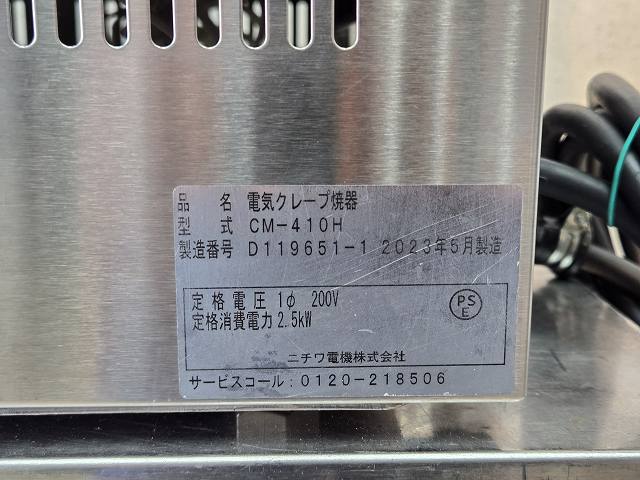 品名 電気クレープ焼器
型式 CM-410H
製造番号 D119651-1 2023年5月製造
定格電圧 1φ 200V
PSE
定格消費電力 2.5kW
ニチワ電機株式会社
サービスコール：0120-218506